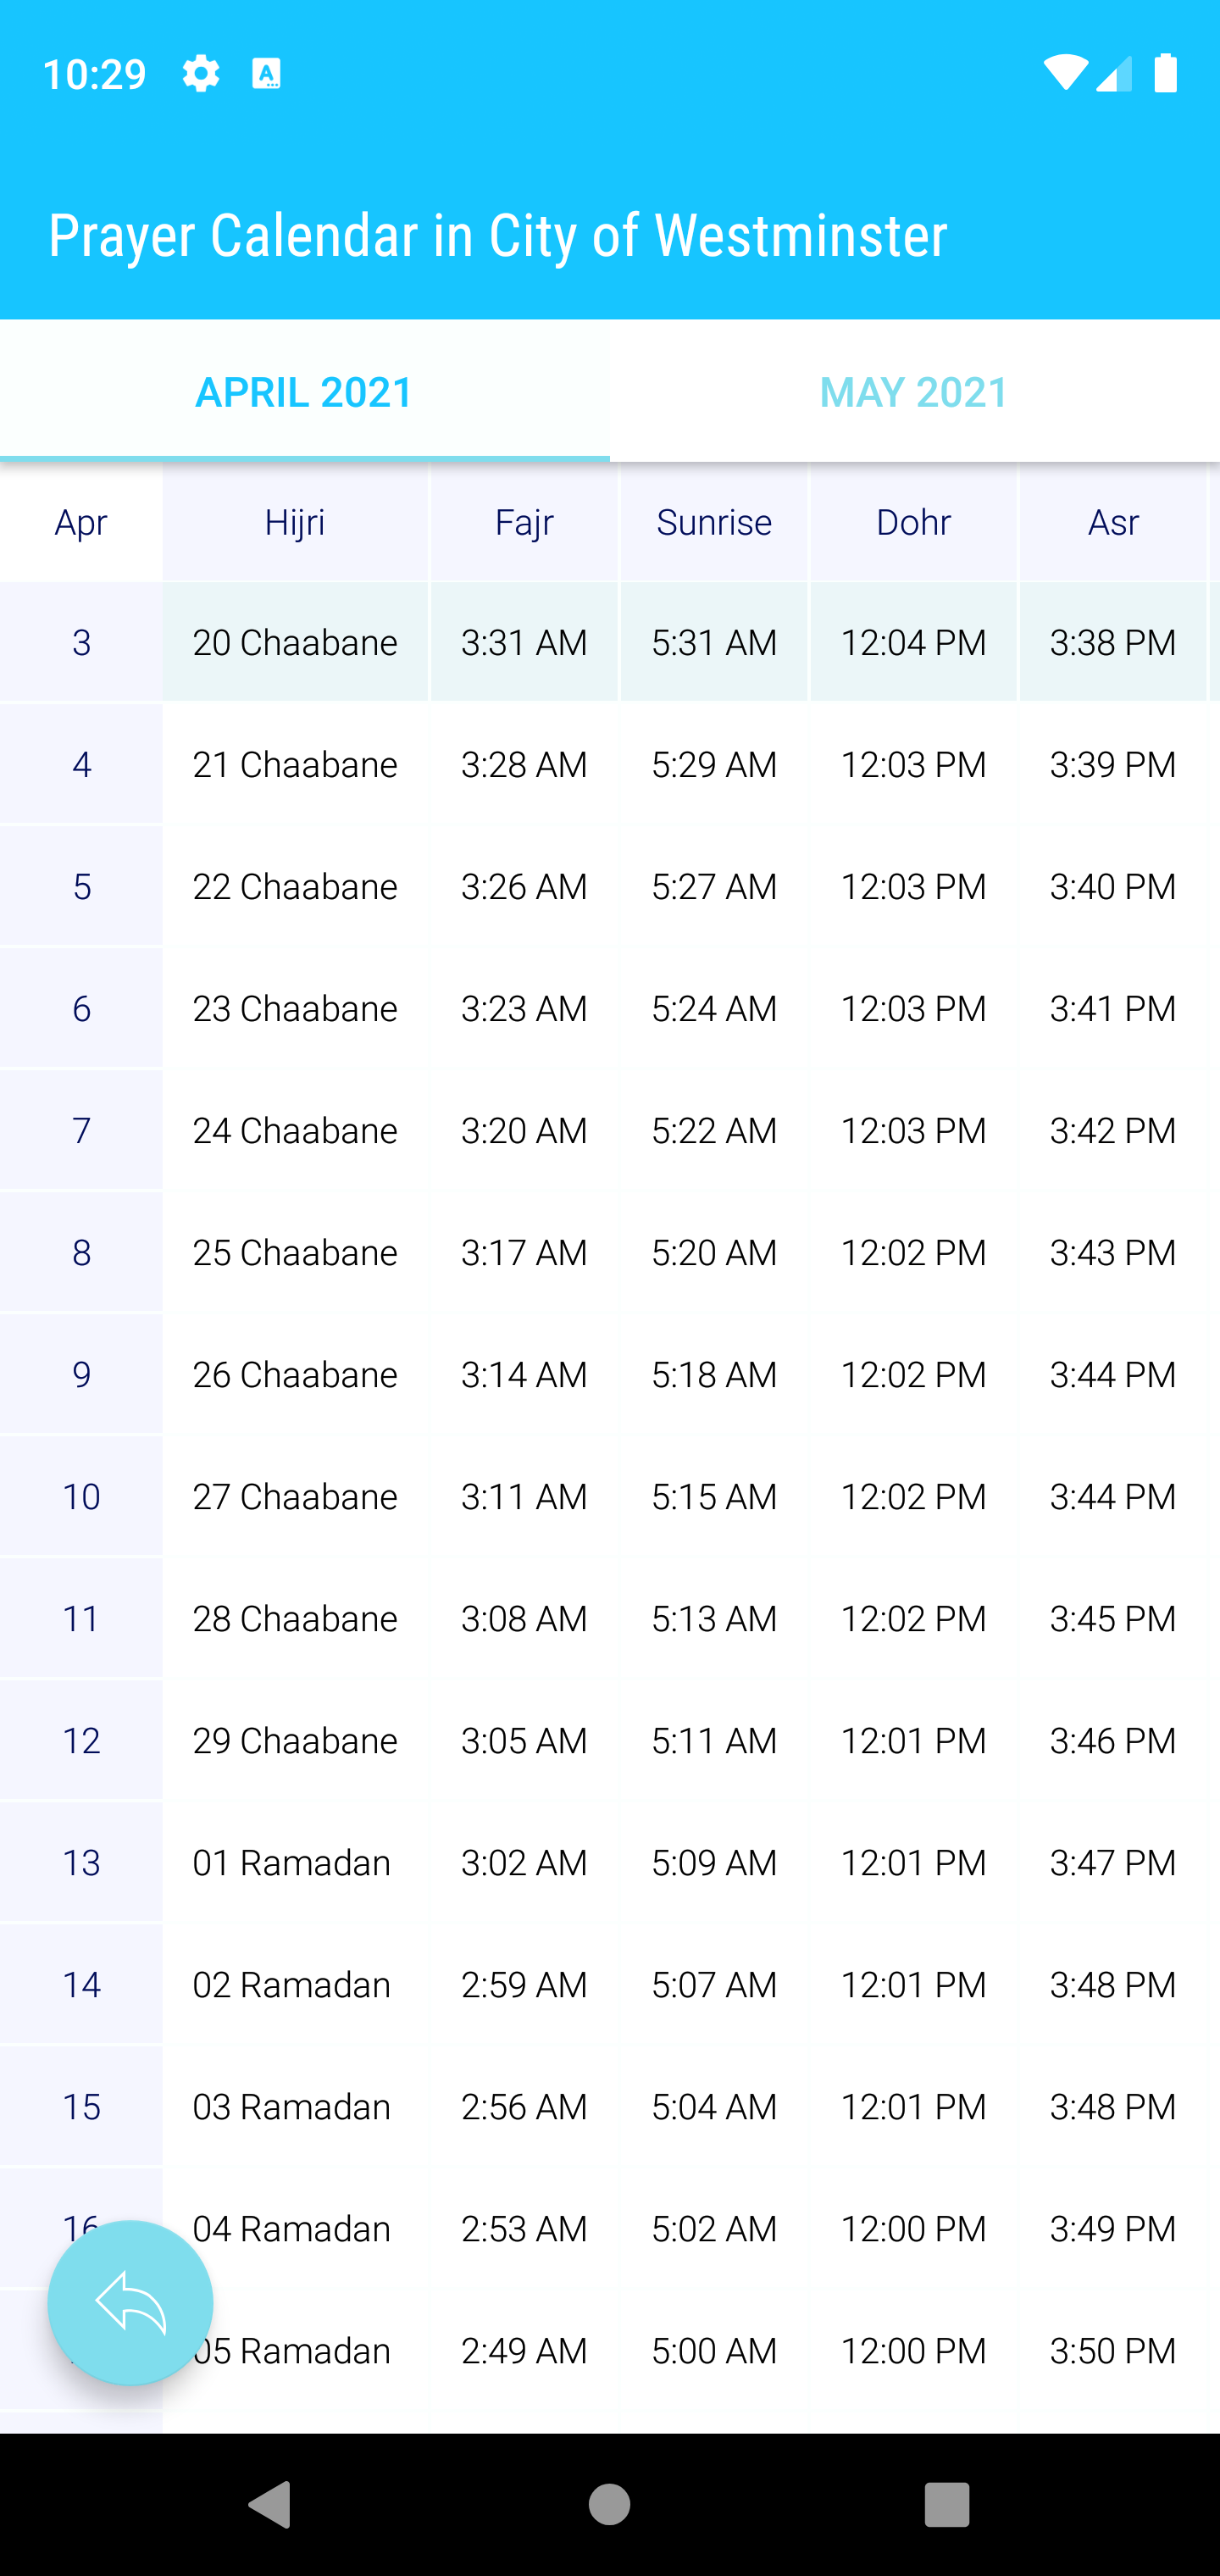 10:29
Prayer Calendar in City of Westminster
APRIL 2021 MAY 2021
Apr Hijri Fajr Sunrise Dohr Asr
3 20 Chaabane 3:31 AM 5:31 AM 12:04 PM 3:38 PM
4 21 Chaabane 3:28 AM 5:29 AM 12:03 PM 3:39 PM
5 22 Chaabane 3:26 AM 5:27 AM 12:03 PM 3:40 PM
6 23 Chaabane 3:23 AM 5:24 AM 12:03 PM 3:41 PM
7 24 Chaabane 3:20 AM 5:22 AM 12:03 PM 3:42 PM
8 25 Chaabane 3:17 AM 5:20 AM 12:02 PM 3:43 PM
9 26 Chaabane 3:14 AM 5:18 AM 12:02 PM 3:44 PM
10 27 Chaabane 3:11 AM 5:15 AM 12:02 PM 3:44 PM
11 28 Chaabane 3:08 AM 5:13 AM 12:02 PM 3:45 PM
12 29 Chaabane 3:05 AM 5:11 AM 12:01 PM 3:46 PM
13 01 Ramadan 3:02 AM 5:09 AM 12:01 PM 3:47 PM
14 02 Ramadan 2:59 AM 5:07 AM 12:01 PM 3:48 PM
15 03 Ramadan 2:56 AM 5:04 AM 12:01 PM 3:48 PM
16 04 Ramadan 2:53 AM 5:02 AM 12:00 PM 3:49 PM
05 Ramadan 2:49 AM 5:00 AM 12:00 PM 3:50 PM